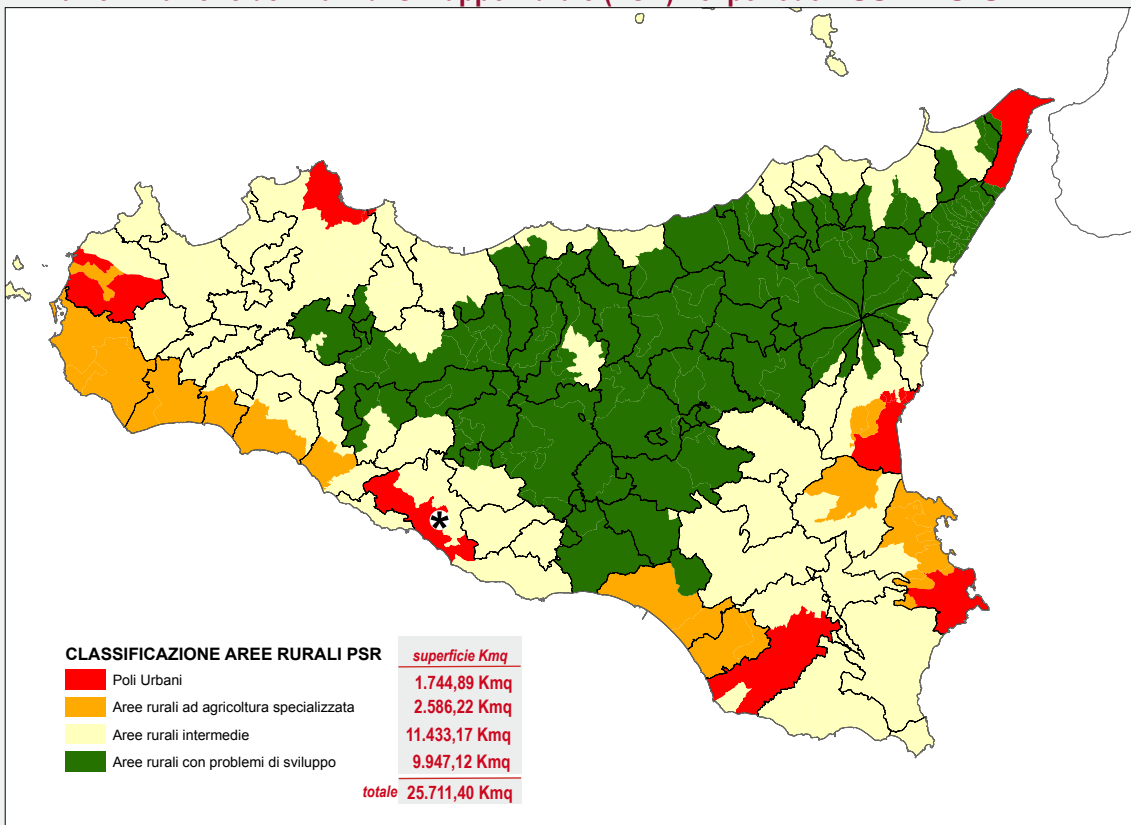 CLASSIFICAZIONE AREE RURALI PSR
superficie Kmq
Poli Urbani
1.744,89 Kmq
Aree rurali ad agricoltura specializzata
2.586,22 Kmq
Aree rurali intermedie
11.433,17 Kmq
Aree rurali con problemi di sviluppo
9.947,12 Kmq
totale 25.711,40 Kmq